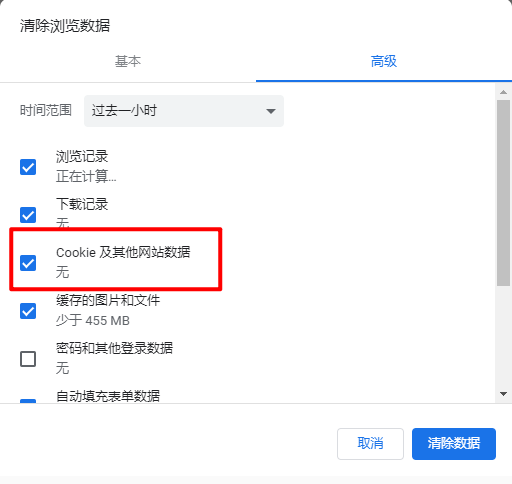 清除浏览数据
基本
高级
时间范围
过去一小时
浏览记录
正在计算...
下载记录
无
Cookie 及其他网站数据
无
缓存的图片和文件
少于 455 MB
密码和其他登录数据
无
自动填充表单数据
取消
清除数据